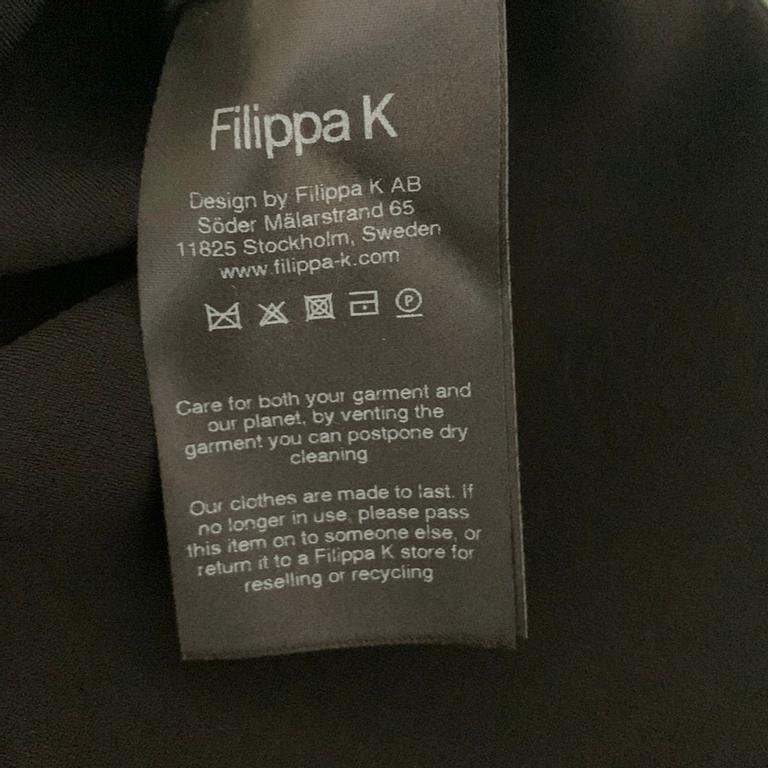 Filippa K
Design by Filippa K AB
Söder Mälarstrand 65
11825 Stockholm, Sweden
www.filippa-k.com
P
Care for both your garment and
our planet, by venting the
garment you can postpone dry
cleaning
Our clothes are made to last. If
no longer in use, please pass
this item on to someone else, or
return it to a Filippa K store for
reselling or recycling